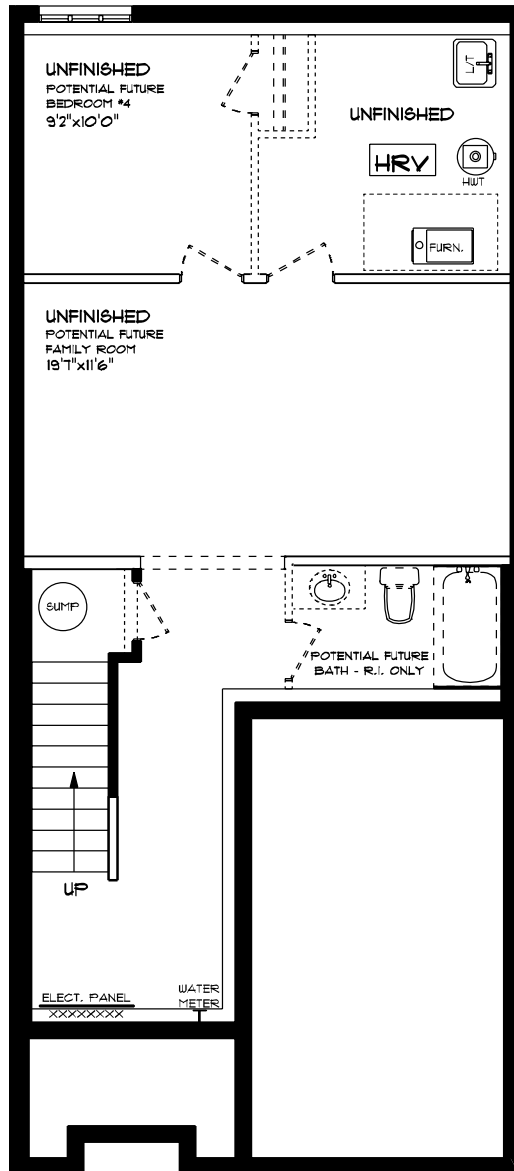 UNFINISHED
POTENTIAL FUTURE
BEDROOM #4
9'2"x10'0"
L/T
UNFINISHED
HRV
HWT
FURN.
UNFINISHED
POTENTIAL FUTURE
FAMILY ROOM
19'7"x11'6"
SUMP
POTENTIAL FUTURE
BATH - R.I. ONLY
UP
ELECT. PANEL
XXXXXXXX
WATER
METER